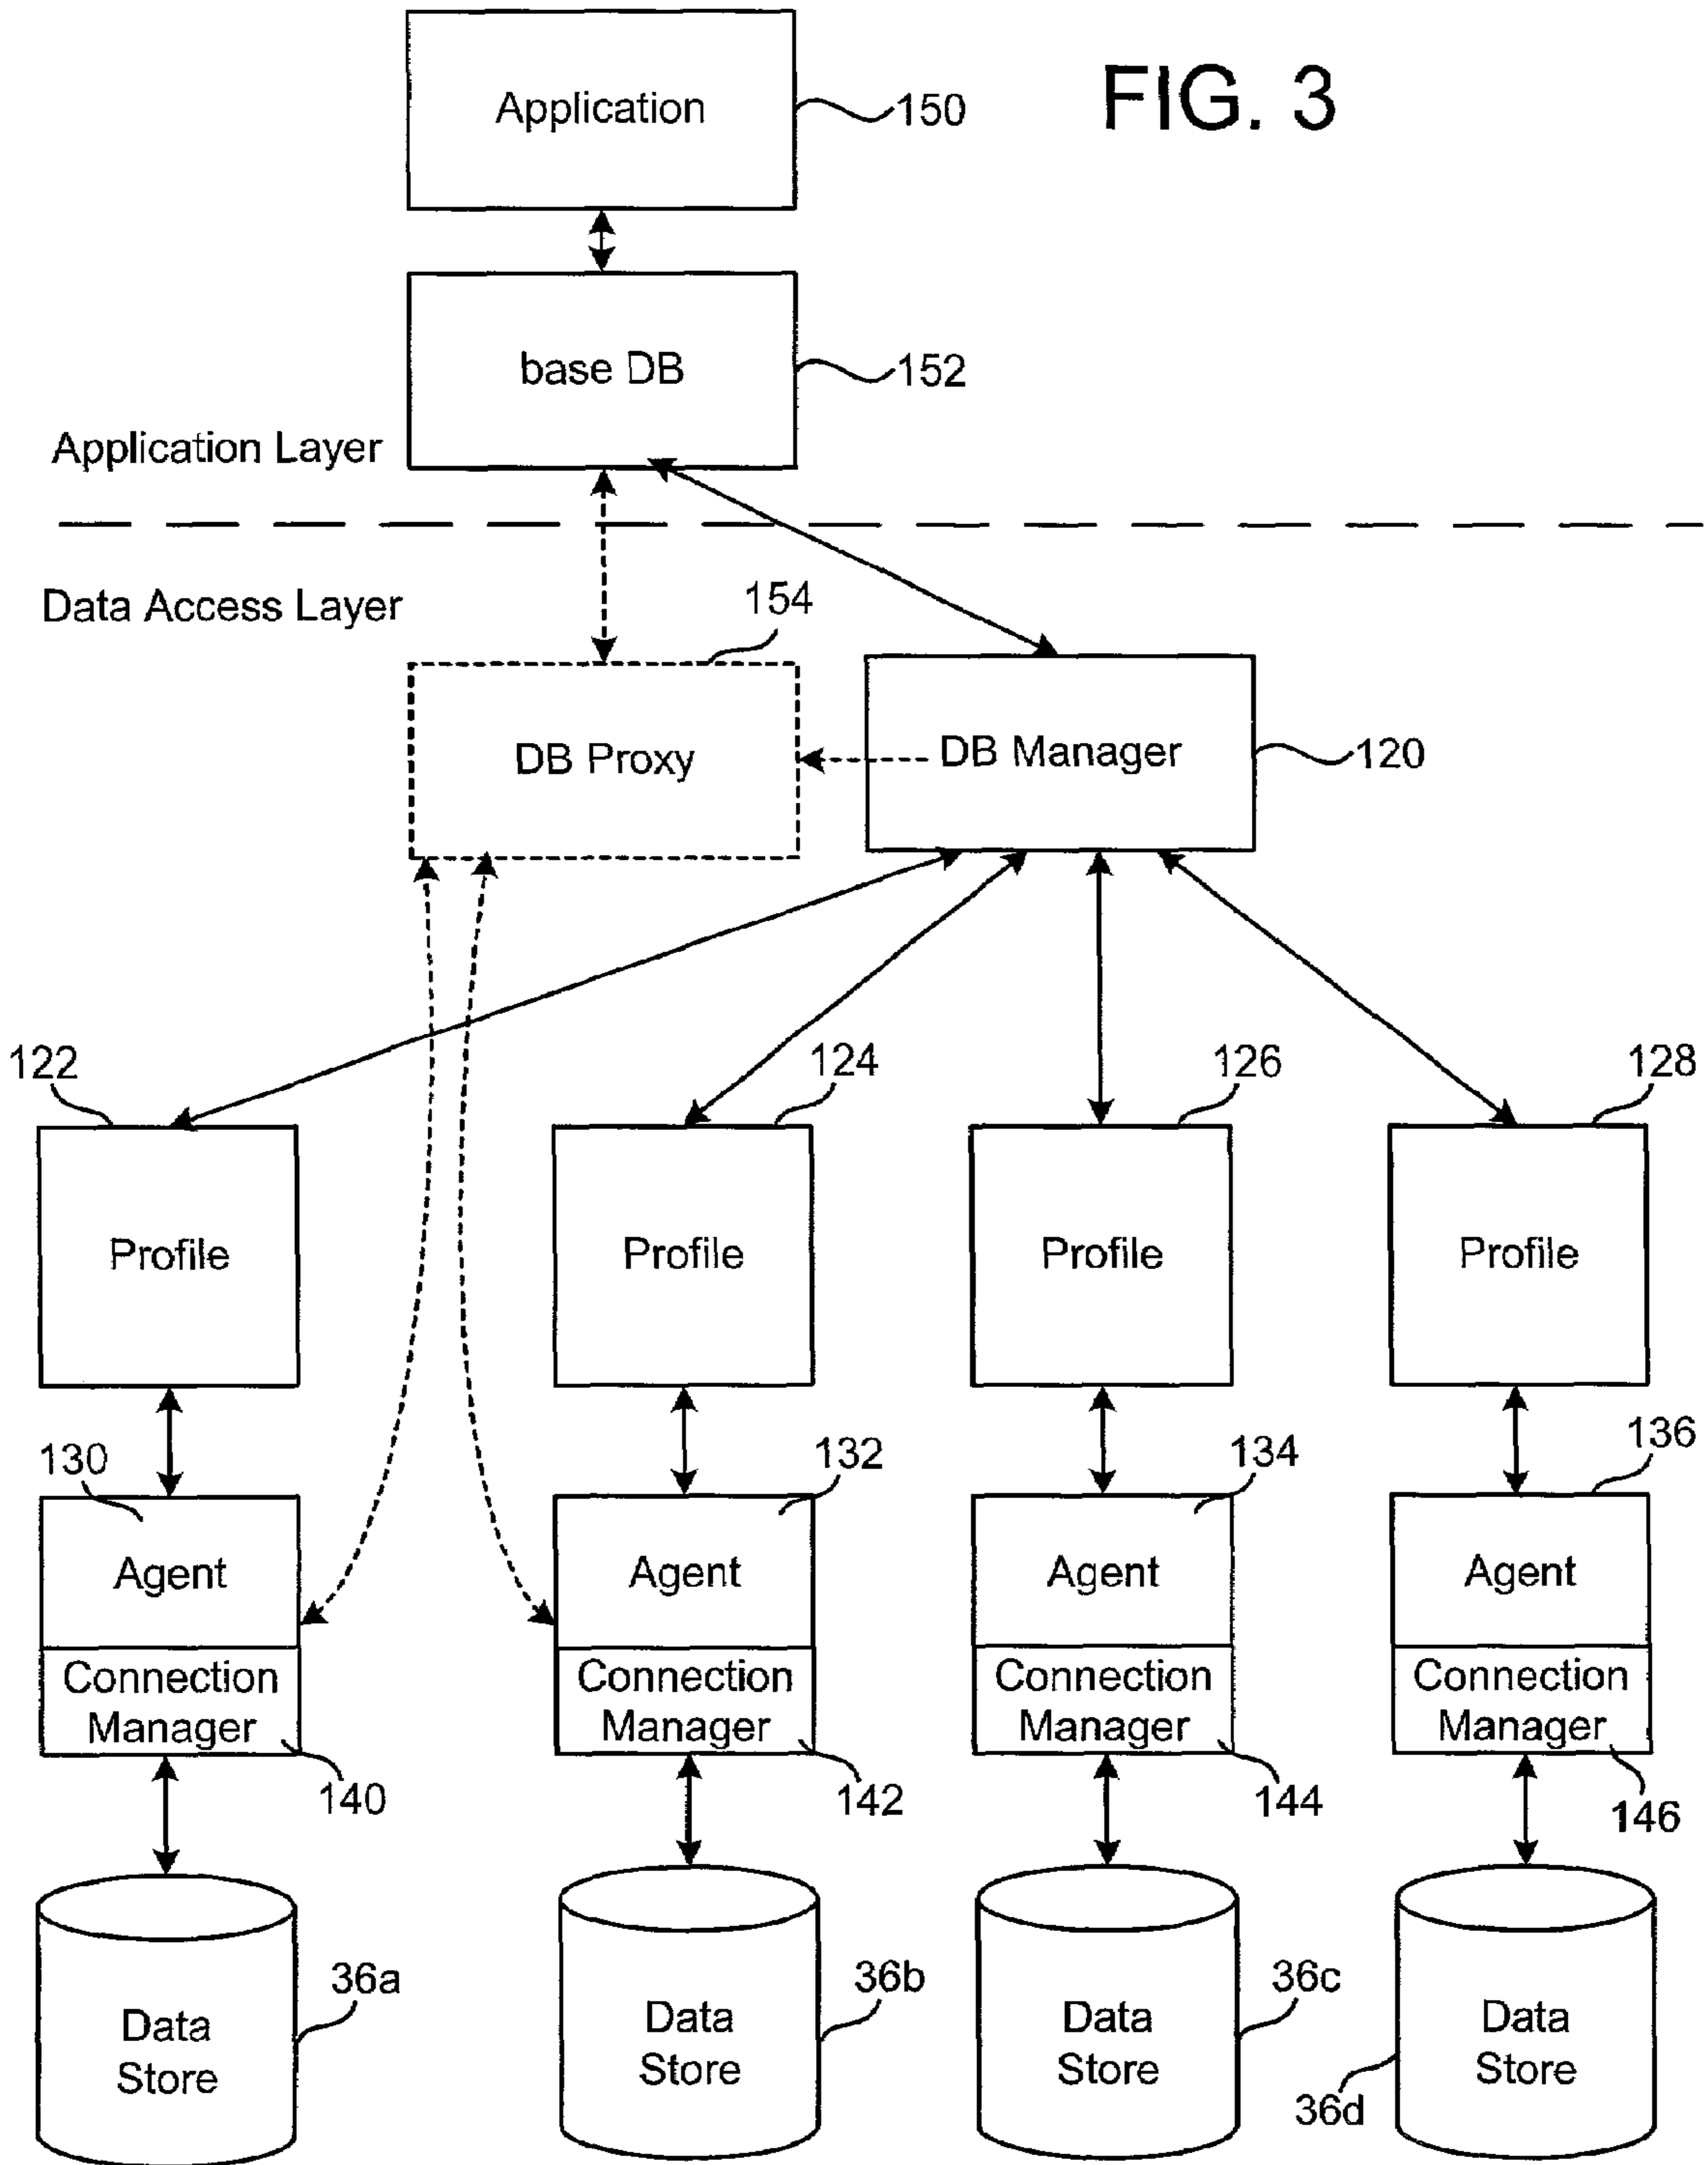 FIG. 3
Application
150
base DB
152
Application Layer
Data Access Layer
154
DB Proxy
DB Manager
120
122
124
126
128
Profile
Profile
Profile
Profile
130
132
134
136
Agent
Agent
Agent
Agent
Connection
Manager
Connection
Manager
Connection
Manager
Connection
Manager
140
142
144
146
36a
36b
36c
36d
Data
Store
Data
Store
Data
Store
Data
Store